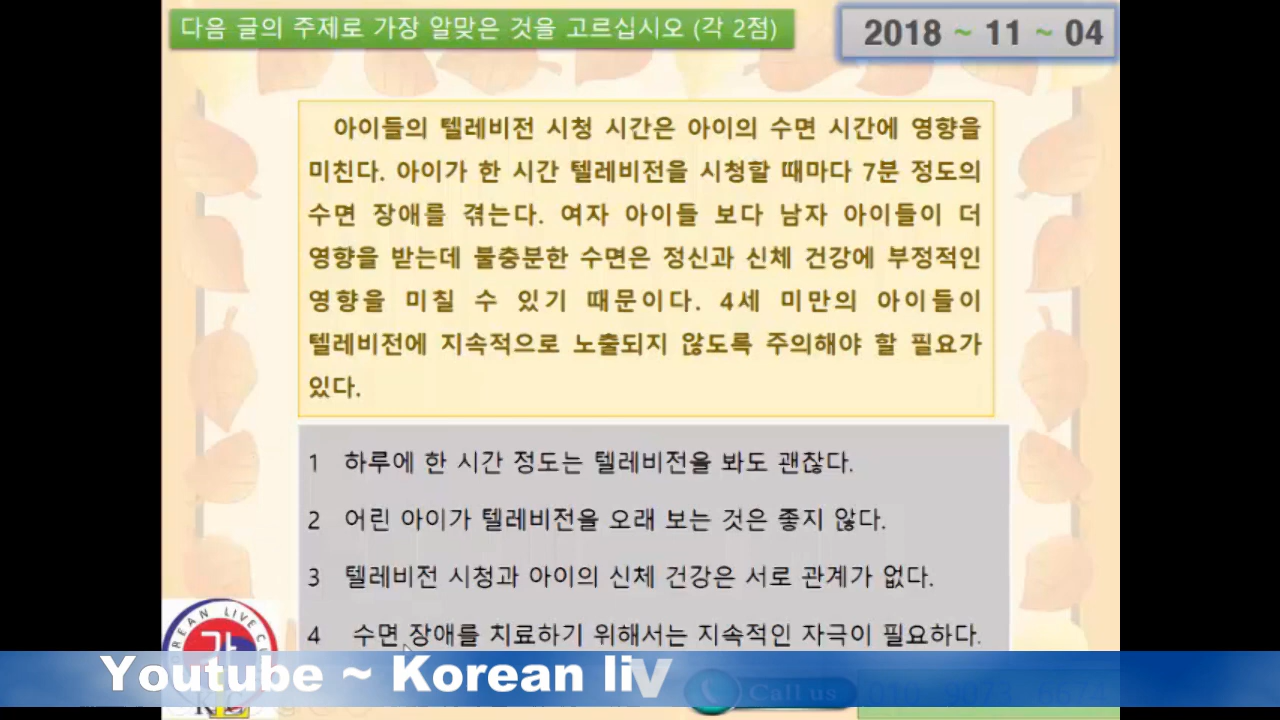 다음 글의 주제로 가장 알맞은 것을 고르십시오 (각 2점)
2018 ~ 11 ~ 04
아이들의 텔레비전 시청 시간은 아이의 수면 시간에 영향을
미친다. 아이가 한 시간 텔레비전을 시청할 때마다 7분 정도의
수면 장애를 겪는다. 여자 아이들 보다 남자 아이들이 더
영향을 받는데 불충분한 수면은 정신과 신체 건강에 부정적인
영향을 미칠 수 있기 때문이다. 4세 미만의 아이들이
텔레비전에 지속적으로 노출되지 않도록 주의해야 할 필요가
있다.
1 하루에 한 시간 정도는 텔레비전을 봐도 괜찮다.
2 어린 아이가 텔레비전을 오래 보는 것은 좋지 않다.
3 텔레비전 시청과 아이의 신체 건강은 서로 관계가 없다.
4 수면 장애를 치료하기 위해서는 지속적인 자극이 필요하다.
Youtube ~ Korean liv
Call us